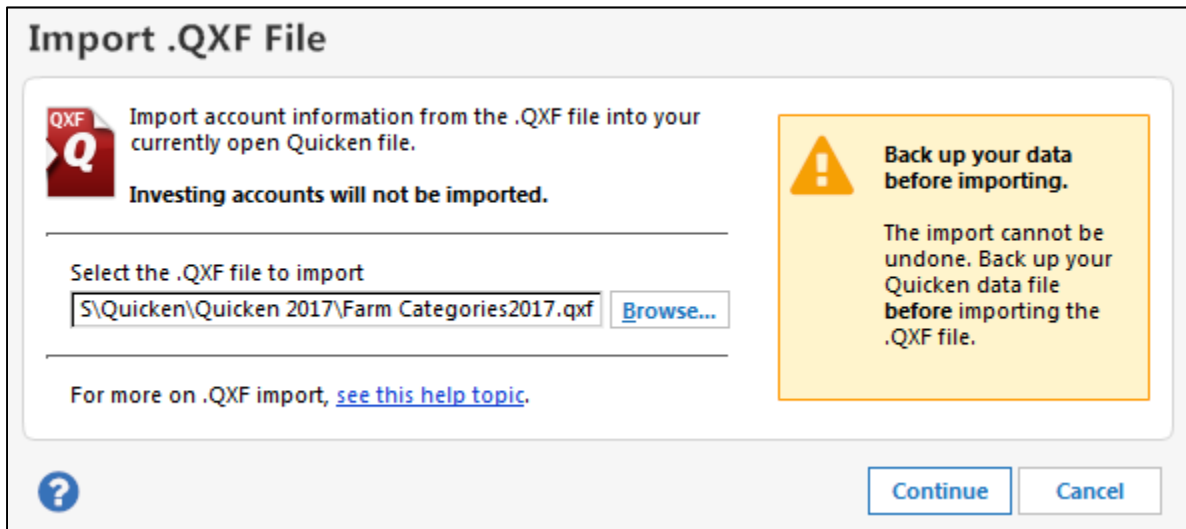 Import .QXF File
QXF
Q
Import account information from the .QXF file into your
currently open Quicken file.
Investing accounts will not be imported.
Select the .QXF file to import
S\Quicken\Quicken 2017\Farm Categories2017.qxf
Browse...
For more on .QXF import, see this help topic.
Back up your data
before importing.
The import cannot be
undone. Back up your
Quicken data file
before importing the
.QXF file.
?
Continue
Cancel